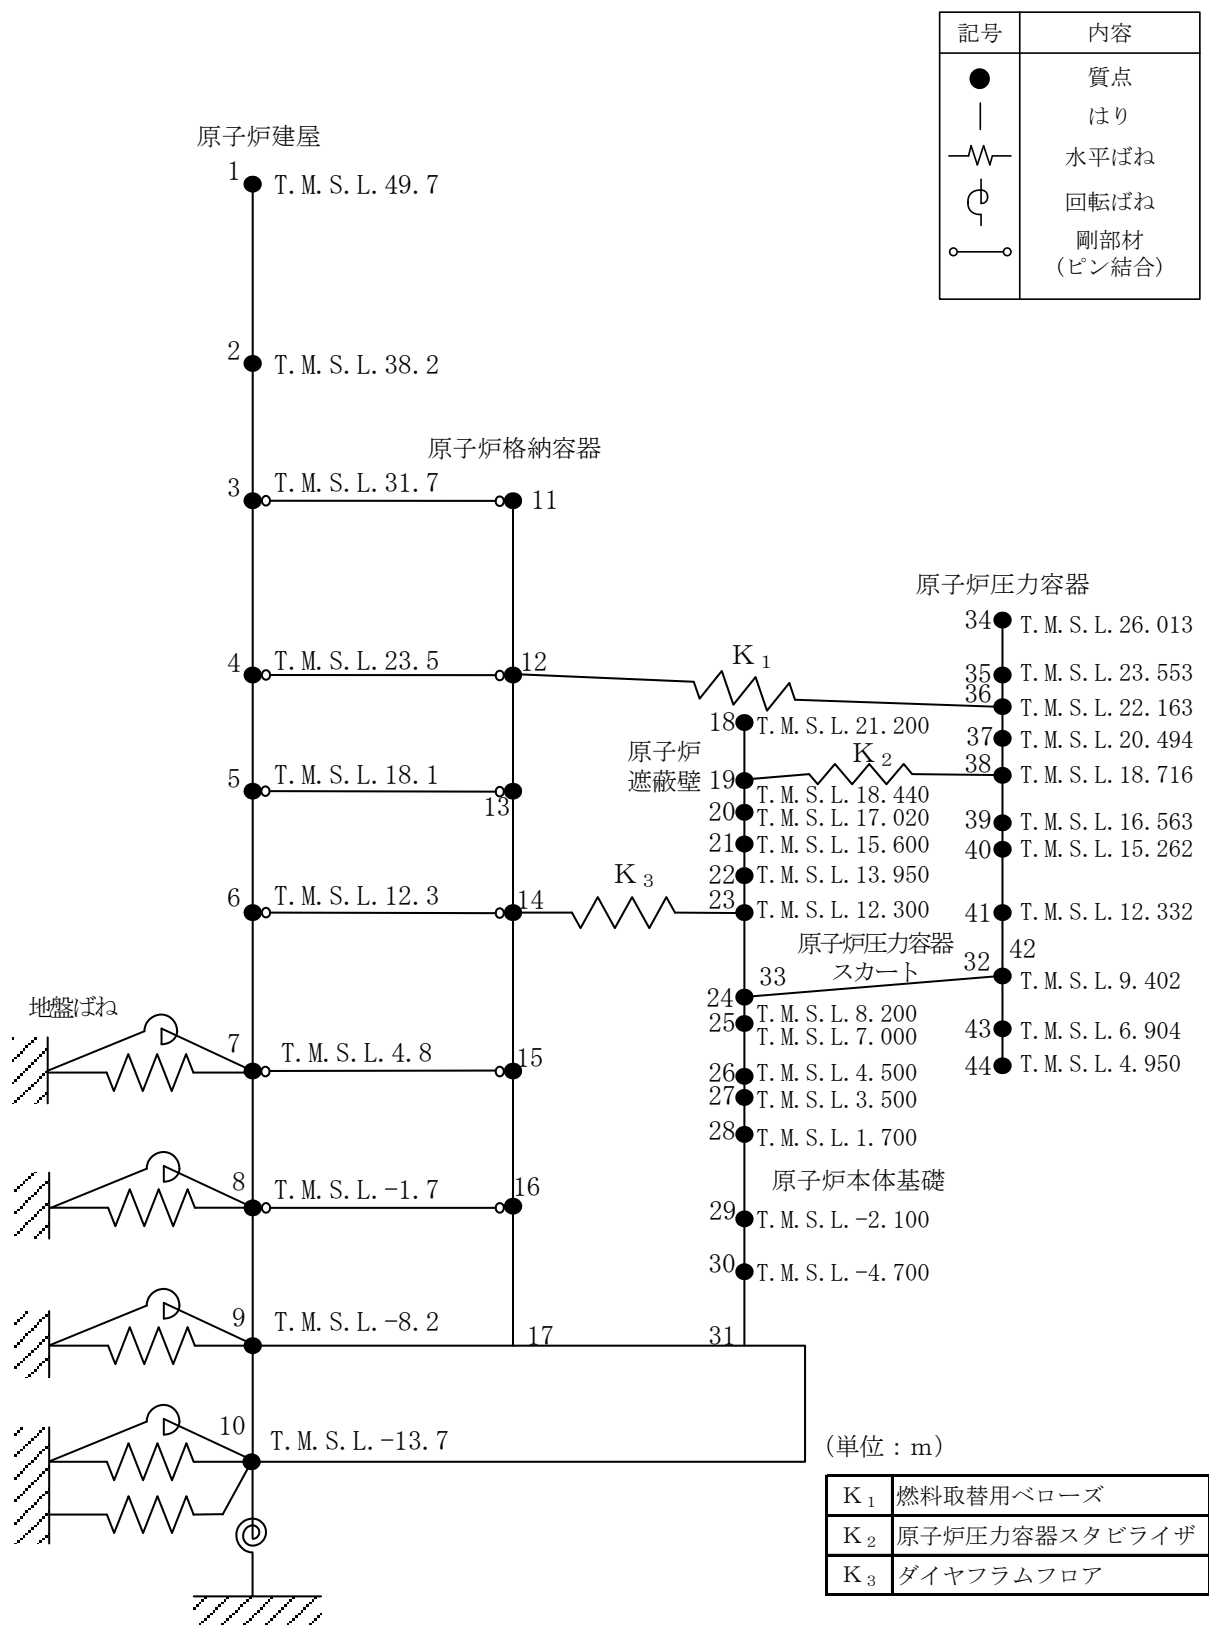 記号 内容
質点
はり
水平ばね
回転ばね
剛部材
(ピン結合)
原子炉建屋
1 T.M.S.L.49.7
2 T.M.S.L.38.2
原子炉格納容器
3 T.M.S.L.31.7 11
原子炉圧力容器
34 T.M.S.L.26.013
4 T.M.S.L.23.5 12
K1
35 T.M.S.L.23.553
36 T.M.S.L.22.163
18 T.M.S.L.21.200
37 T.M.S.L.20.494
原子炉
遮蔽壁
K2
5 T.M.S.L.18.1 13
19 T.M.S.L.18.440
38 T.M.S.L.18.716
20 T.M.S.L.17.020
39 T.M.S.L.16.563
21 T.M.S.L.15.600
40 T.M.S.L.15.262
22 T.M.S.L.13.950
6 T.M.S.L.12.3 14
K3
23 T.M.S.L.12.300
41 T.M.S.L.12.332
原子炉圧力容器
スカート
33 32 42
T.M.S.L.9.402
24 T.M.S.L.8.200
25 T.M.S.L.7.000
43 T.M.S.L.6.904
44 T.M.S.L.4.950
地盤ばね
7 T.M.S.L.4.8 15
26 T.M.S.L.4.500
27 T.M.S.L.3.500
28 T.M.S.L.1.700
8 T.M.S.L.-1.7 16
原子炉本体基礎
29 T.M.S.L.-2.100
30 T.M.S.L.-4.700
9 T.M.S.L.-8.2 17 31
10 T.M.S.L.-13.7
(単位:m)
K1 燃料取替用ベローズ
K2 原子炉圧力容器スタビライザ
K3 ダイヤフラムフロア